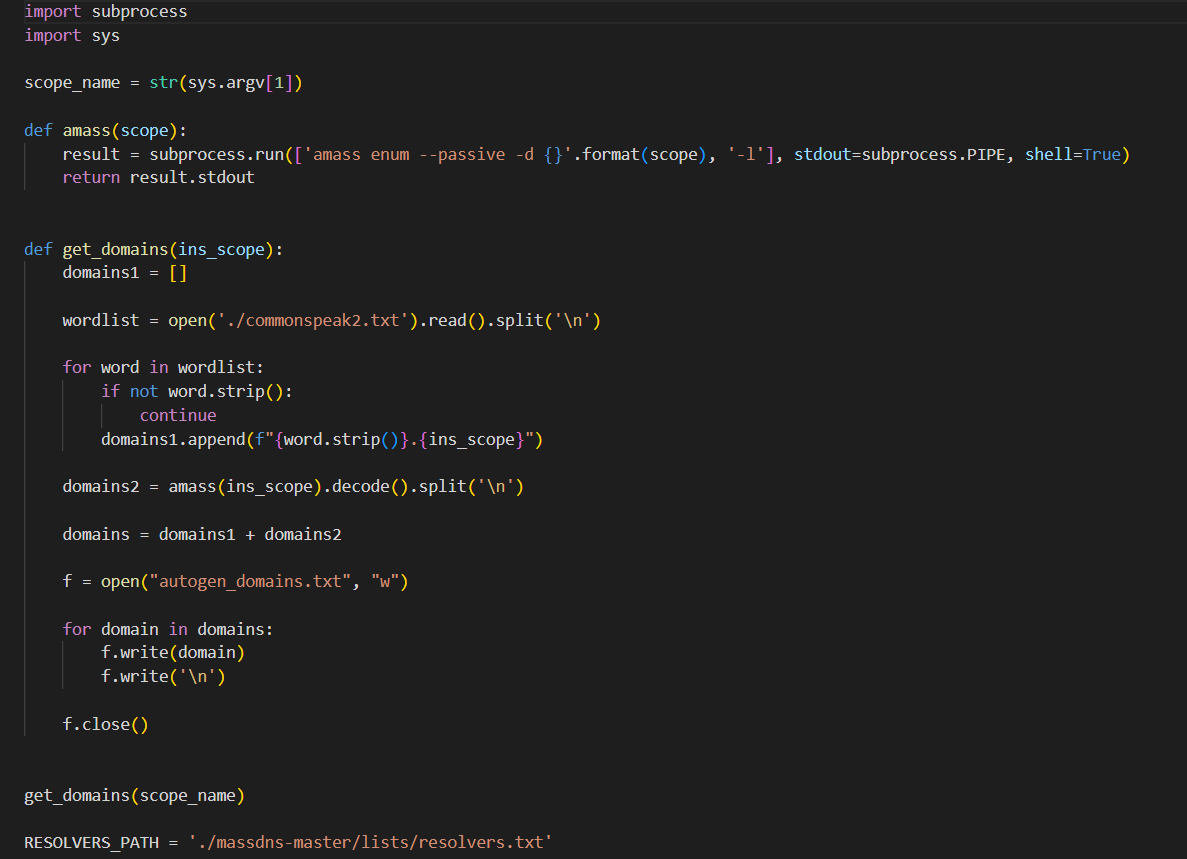 import subprocess
import sys
scope_name = str(sys.argv[1])
def amass(scope):
    result = subprocess.run(['amass enum --passive -d {}'.format(scope), '-l'], stdout=subprocess.PIPE, shell=True)
    return result.stdout
def get_domains(ins_scope):
    domains1 = []
    wordlist = open('./commonspeak2.txt').read().split('\n')
    for word in wordlist:
        if not word.strip():
            continue
        domains1.append(f"{word.strip()}.{ins_scope}")
    domains2 = amass(ins_scope).decode().split('\n')
    domains = domains1 + domains2
    f = open("autogen_domains.txt", "w")
    for domain in domains:
        f.write(domain)
        f.write('\n')
    f.close()
get_domains(scope_name)
RESOLVERS_PATH = './massdns-master/lists/resolvers.txt'